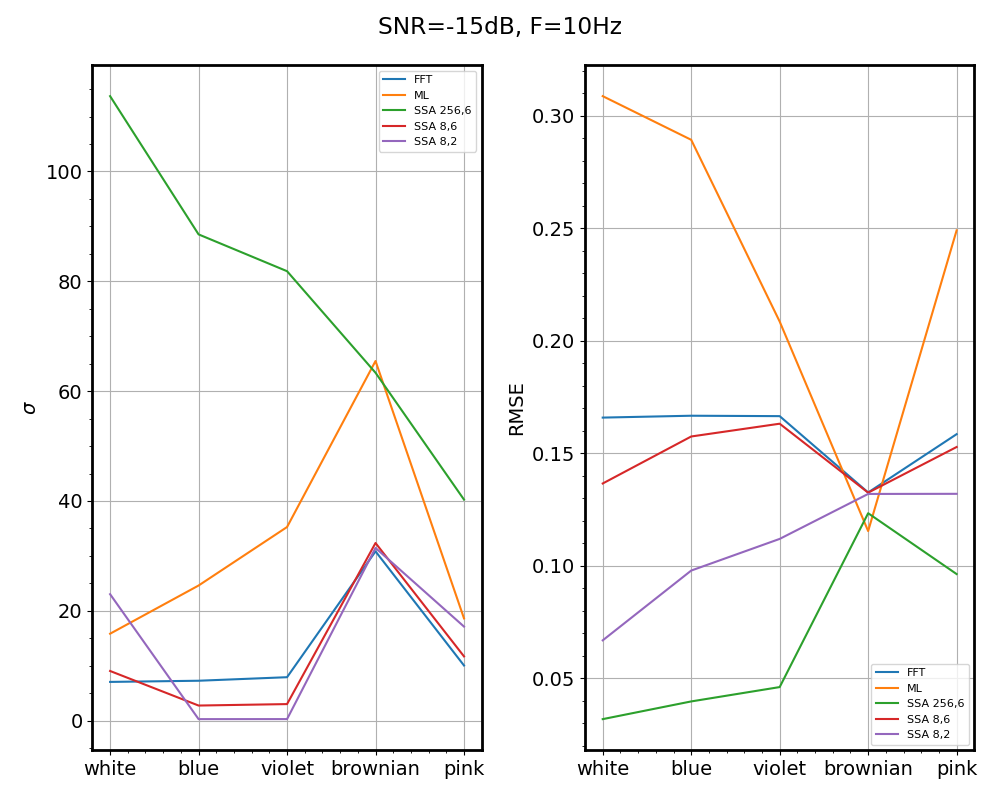 SNR=-15dB, F=10Hz
FFT
ML
SSA 256,6
SSA 8,6
SSA 8,2
100
80
60
40
20
0
σ
white blue violet brownian pink
0.30
0.25
0.20
0.15
0.10
0.05
RMSE
FFT
ML
SSA 256,6
SSA 8,6
SSA 8,2
white blue violet brownian pink